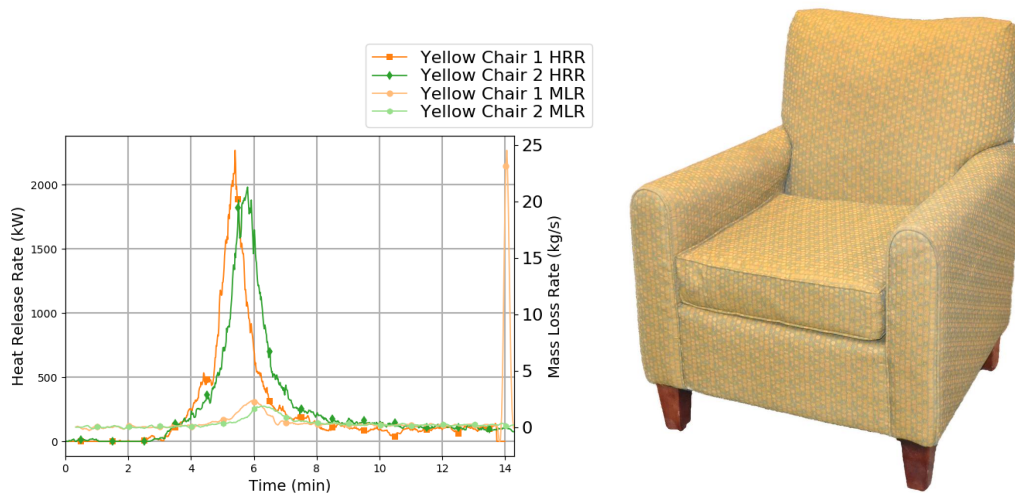 Yellow Chair 1 HRR
Yellow Chair 2 HRR
Yellow Chair 1 MLR
Yellow Chair 2 MLR
25
20
15
10
5
0
Mass Loss Rate (kg/s)
2000
1500
1000
500
0
Heat Release Rate (kW)
0 2 4 6 8 10 12 14
Time (min)